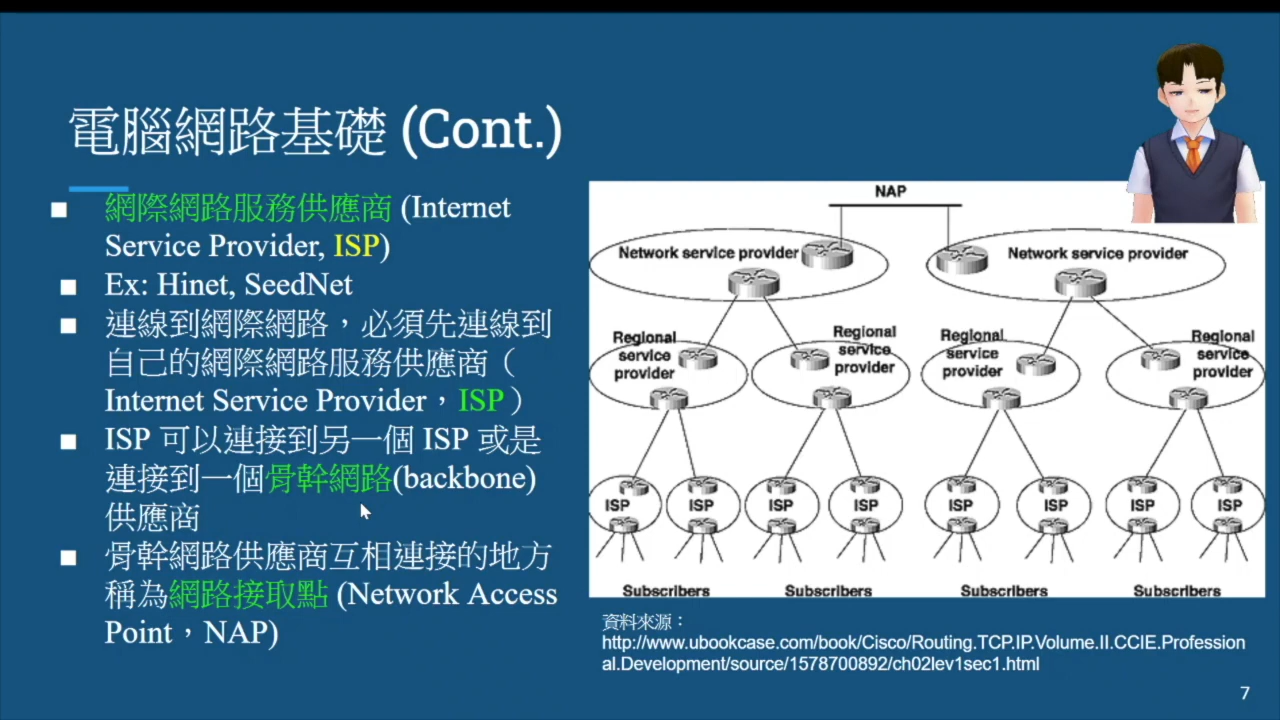 電腦網路基礎 (Cont.)
■ 網際網路服務供應商 (Internet
Service Provider, ISP)
■ Ex: Hinet, SeedNet
■ 連線到網際網路，必須先連線到
自己的網際網路服務供應商（
Internet Service Provider，ISP）
■ ISP 可以連接到另一個 ISP 或是
連接到一個骨幹網路(backbone)
供應商
■ 骨幹網路供應商互相連接的地方
稱為網路接取點 (Network Access
Point，NAP)
NAP
Network service provider
Network service provider
Regional
service
provider
Regional
service
provider
Regional
service
provider
Regional
service
provider
ISP
ISP
ISP
ISP
ISP
ISP
ISP
ISP
Subscribers
Subscribers
Subscribers
Subscribers
資料來源：
http://www.ubookcase.com/book/Cisco/Routing.TCP.IP.Volume.II.CCIE.Profession
al.Development/source/1578700892/ch02lev1sec1.html
7